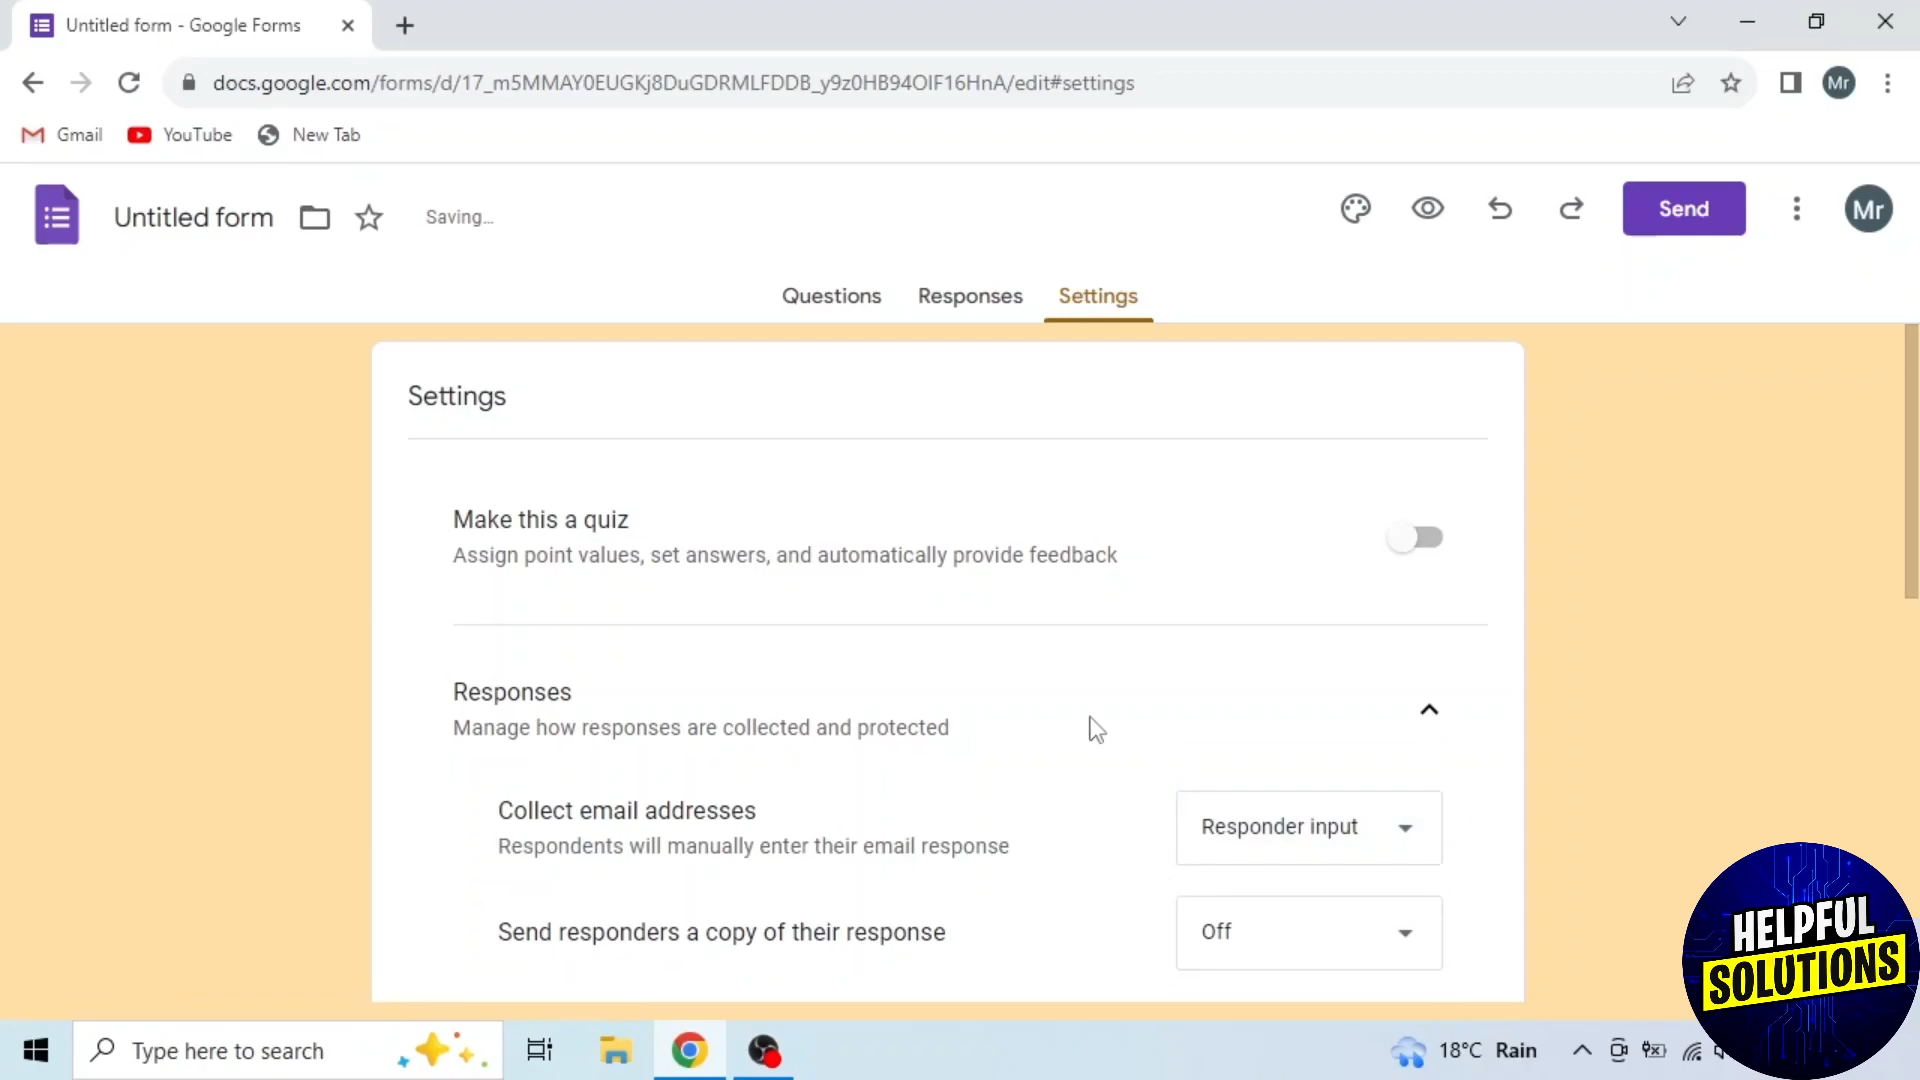 Untitled form - Google Forms
docs.google.com/forms/d/17_m5MMAY0EUGKj8DuGDRMLFDDB_y9z0HB94OIF16HnA/edit#settings
Mr
Gmail YouTube New Tab
Untitled form
Saving...
Send
Mr
Questions Responses Settings
Settings
Make this a quiz
Assign point values, set answers, and automatically provide feedback
Responses
Manage how responses are collected and protected
Collect email addresses
Respondents will manually enter their email response
Responder input
Send responders a copy of their response
Off
HELPFUL
SOLUTIONS
Type here to search
18°C Rain